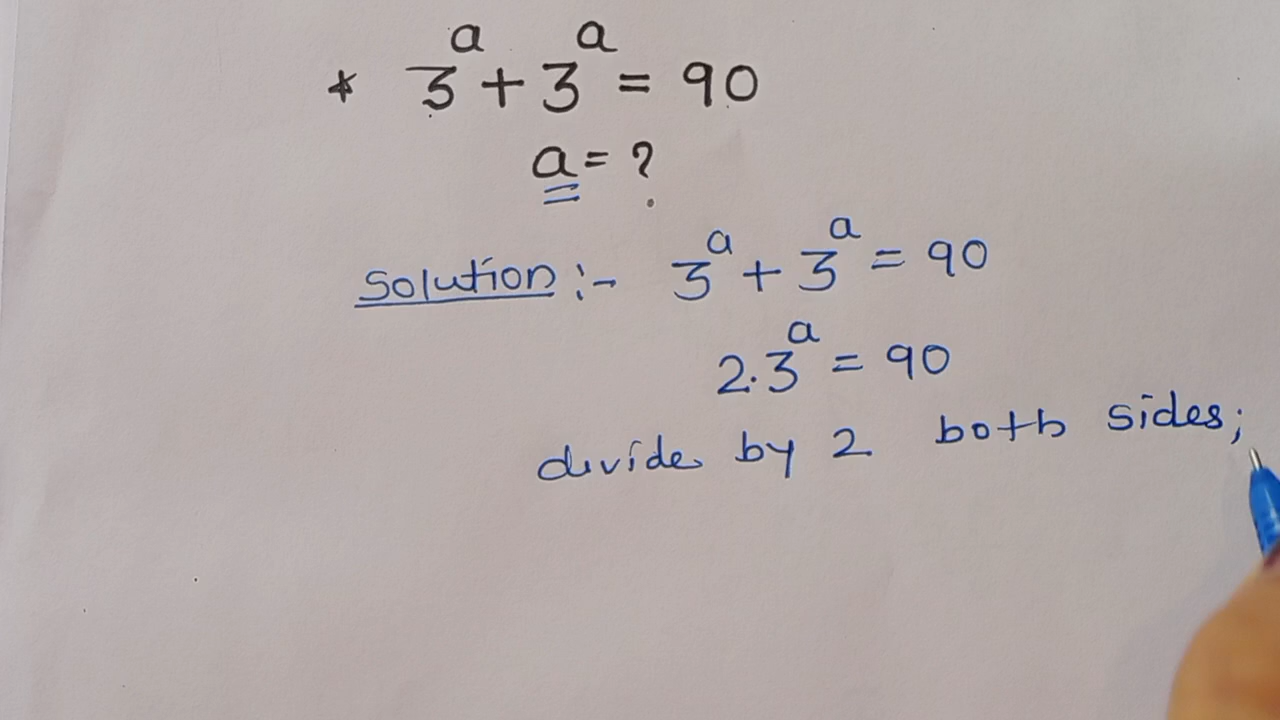 * 3^a + 3^a = 90
a = ?
Solution :- 3^a + 3^a = 90
2.3^a = 90
divide by 2 both sides;